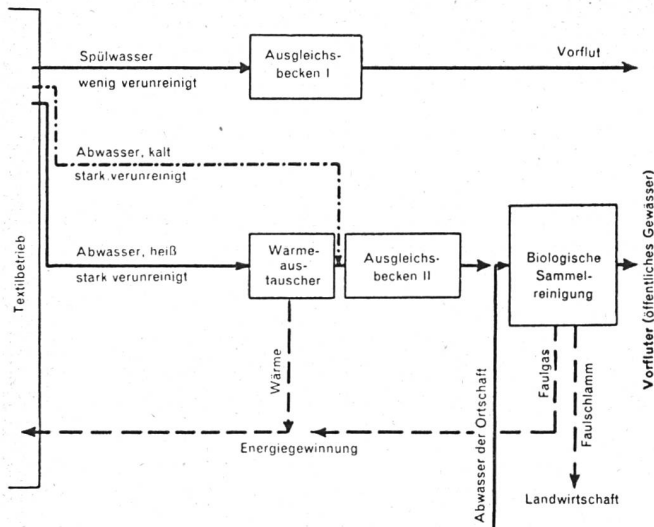 Spülwasser
wenig verunreinigt
Ausgleichs-
becken I
Vorflut
Abwasser, kalt
stark verunreinigt
Abwasser, heiß
stark verunreinigt
Wärme-
aus-
tauscher
Ausgleichs-
becken II
Biologische
Sammel-
reinigung
Textilbetrieb
Vorfluter (öffentliches Gewässer)
Wärme
Faulgas
Faulschlamm
Energiegewinnung
Abwasser der Ortschaft
Landwirtschaft